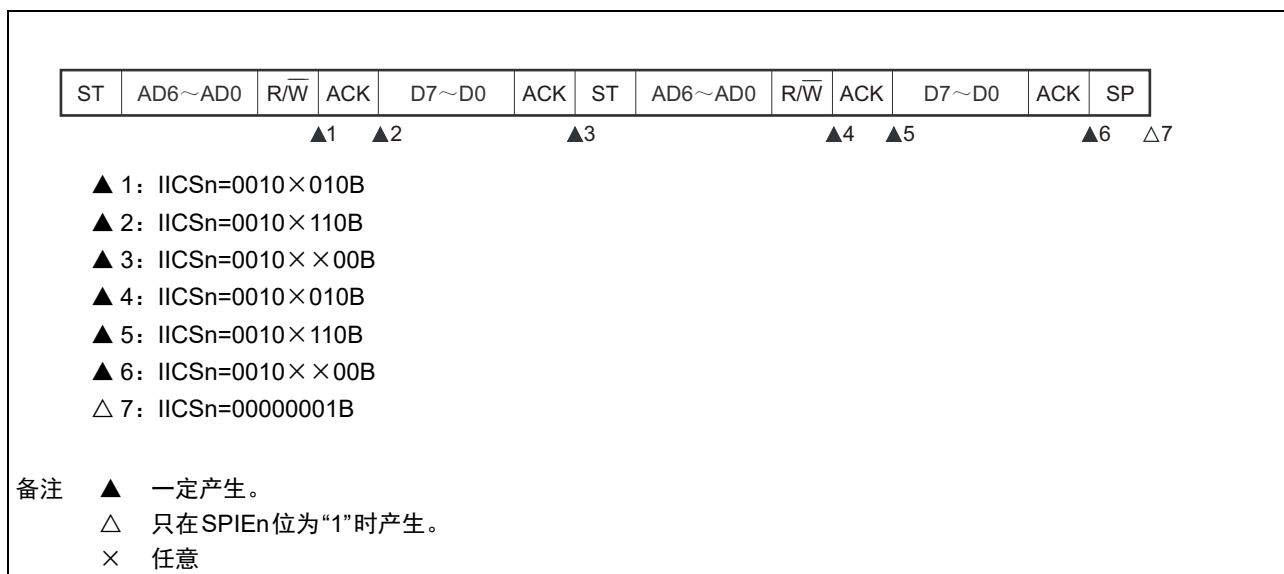 ST AD6～AD0 R/W̅ ACK D7～D0 ACK ST AD6～AD0 R/W̅ ACK D7～D0 ACK SP
▲1 ▲2 ▲3 ▲4 ▲5 ▲6 △7
▲ 1：IICSn=0010×010B
▲ 2：IICSn=0010×110B
▲ 3：IICSn=0010××00B
▲ 4：IICSn=0010×010B
▲ 5：IICSn=0010×110B
▲ 6：IICSn=0010××00B
△ 7：IICSn=00000001B
备注 ▲ 一定产生。
△ 只在SPIEn位为“1”时产生。
× 任意